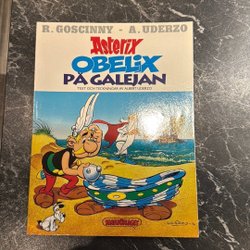 R. GOSCINNY - A. UDERZO
Asterix
OBELIX
PÅ GALEJAN
TEXT OCH TECKNINGAR AV ALBERT UDERZO